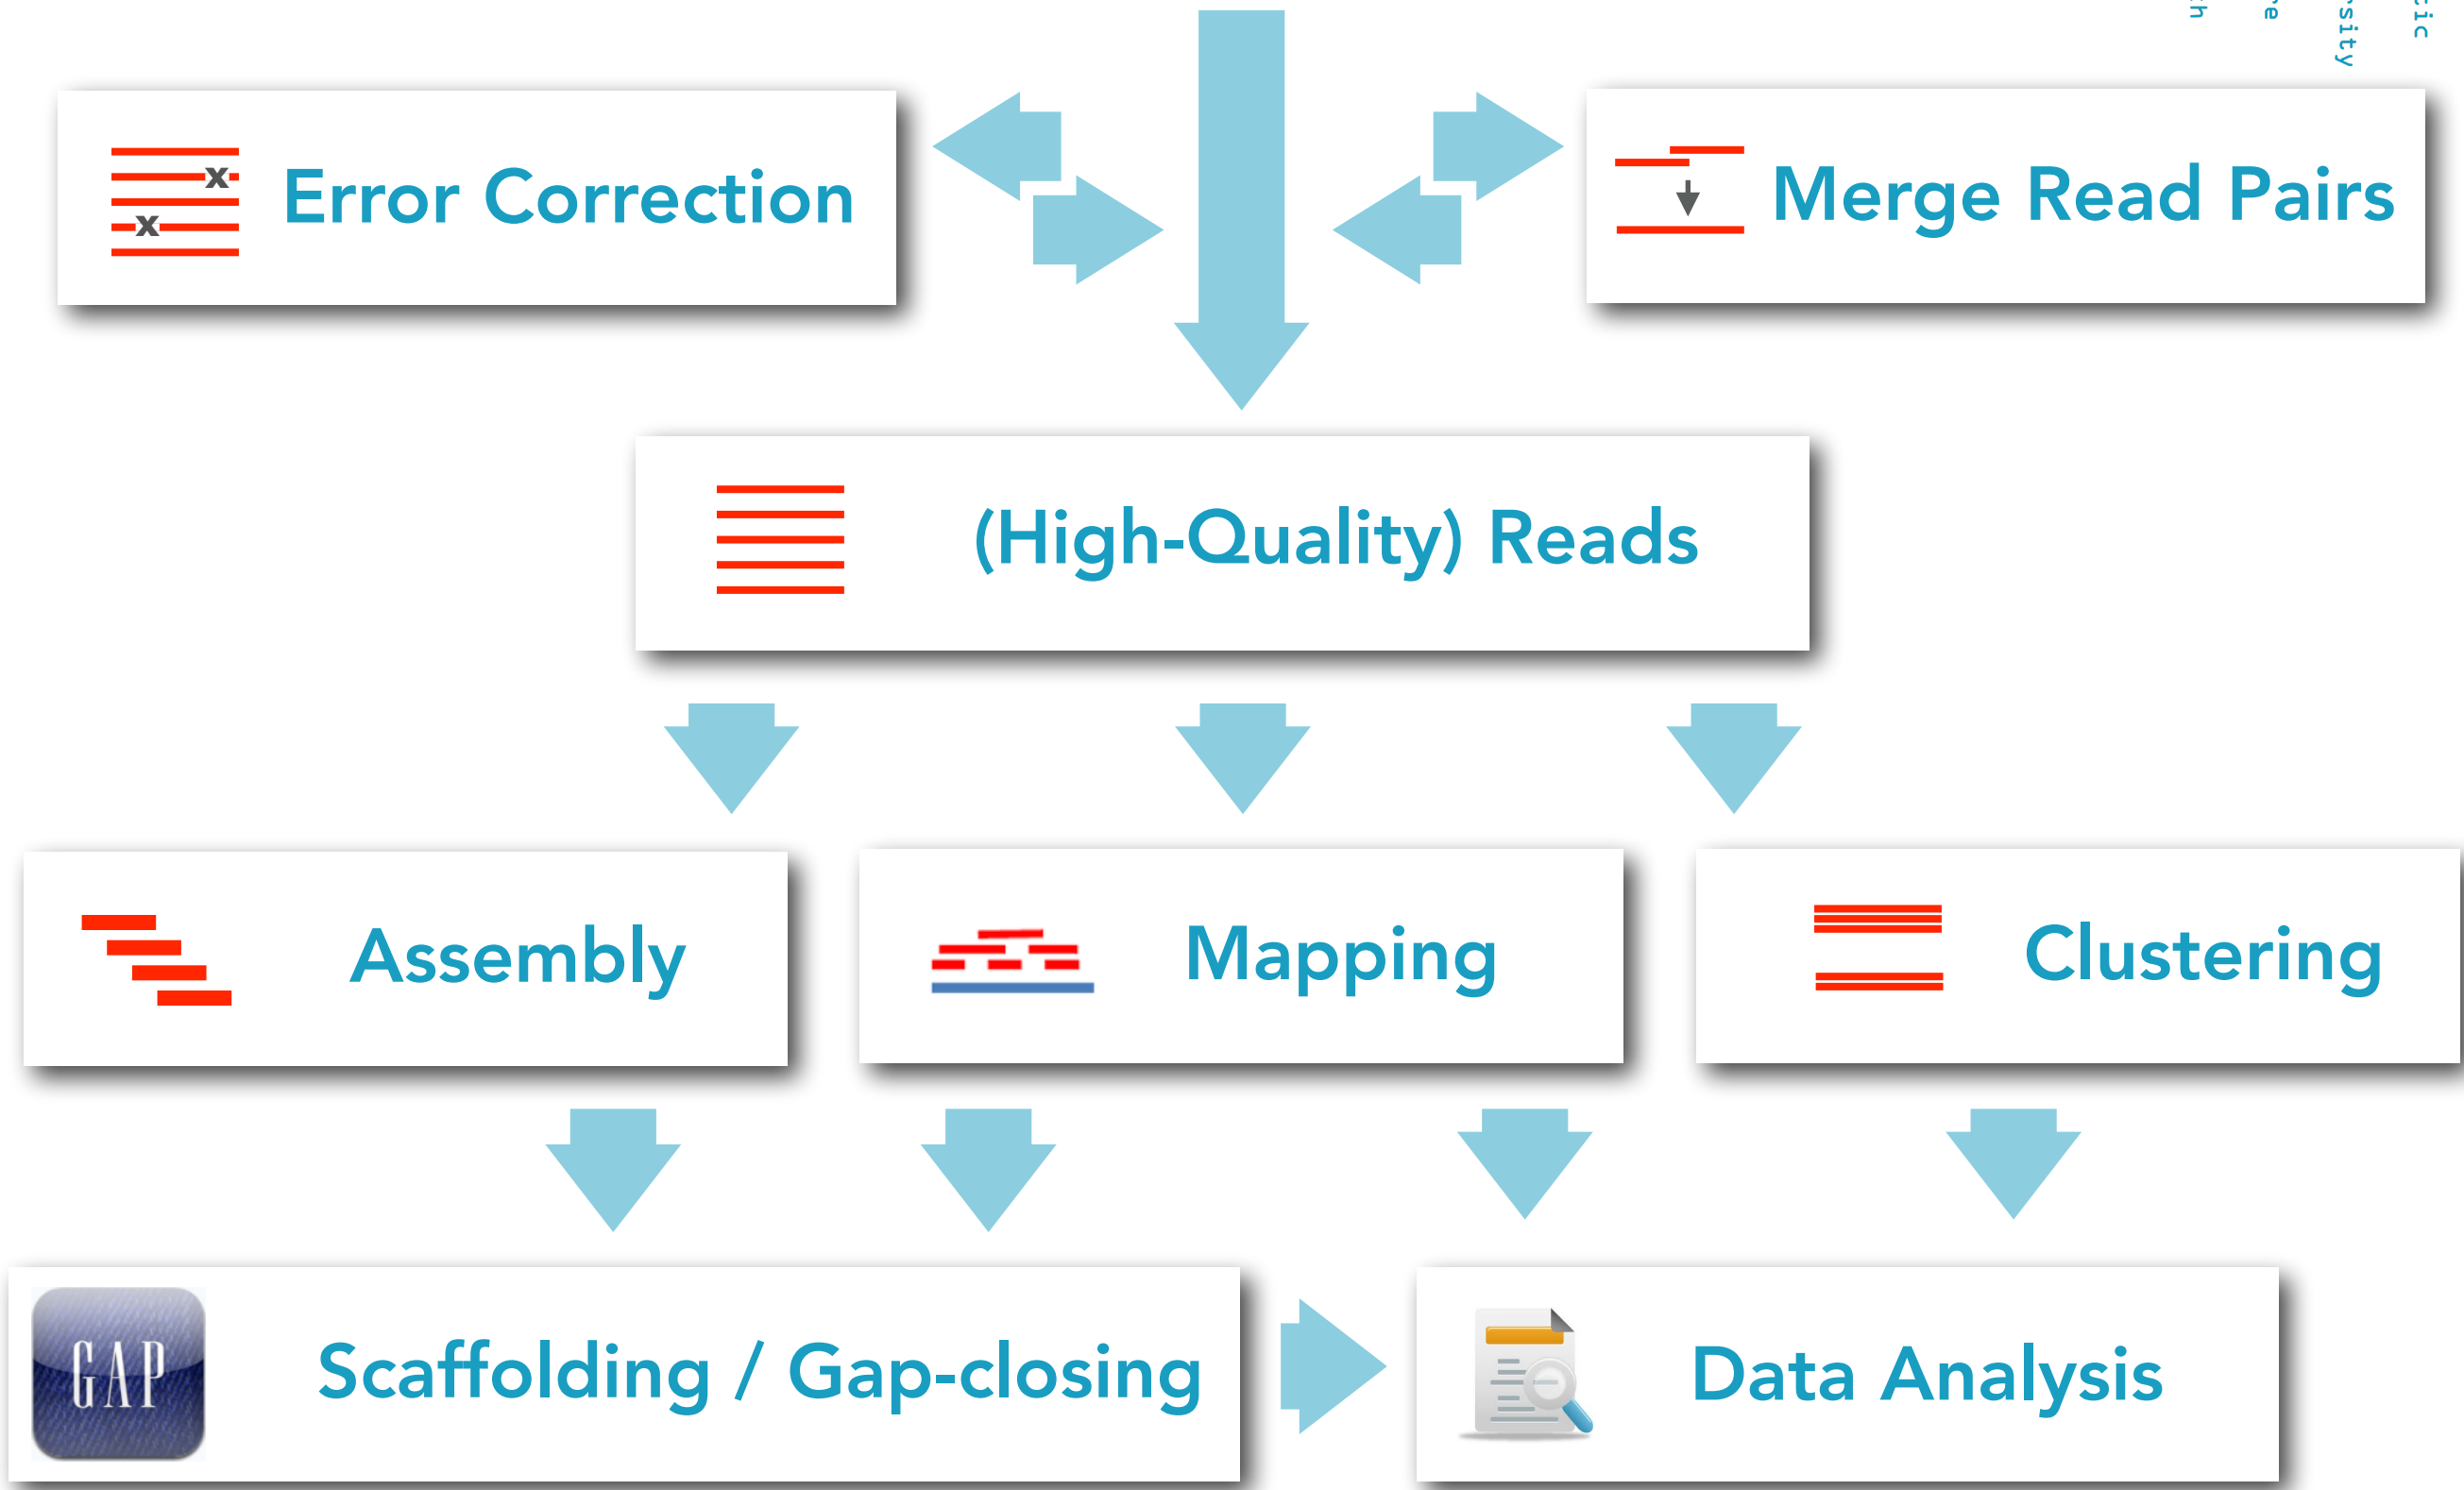 Error Correction
Merge Read Pairs
(High-Quality) Reads
Assembly
Mapping
Clustering
GAP
Scaffolding / Gap-closing
Data Analysis